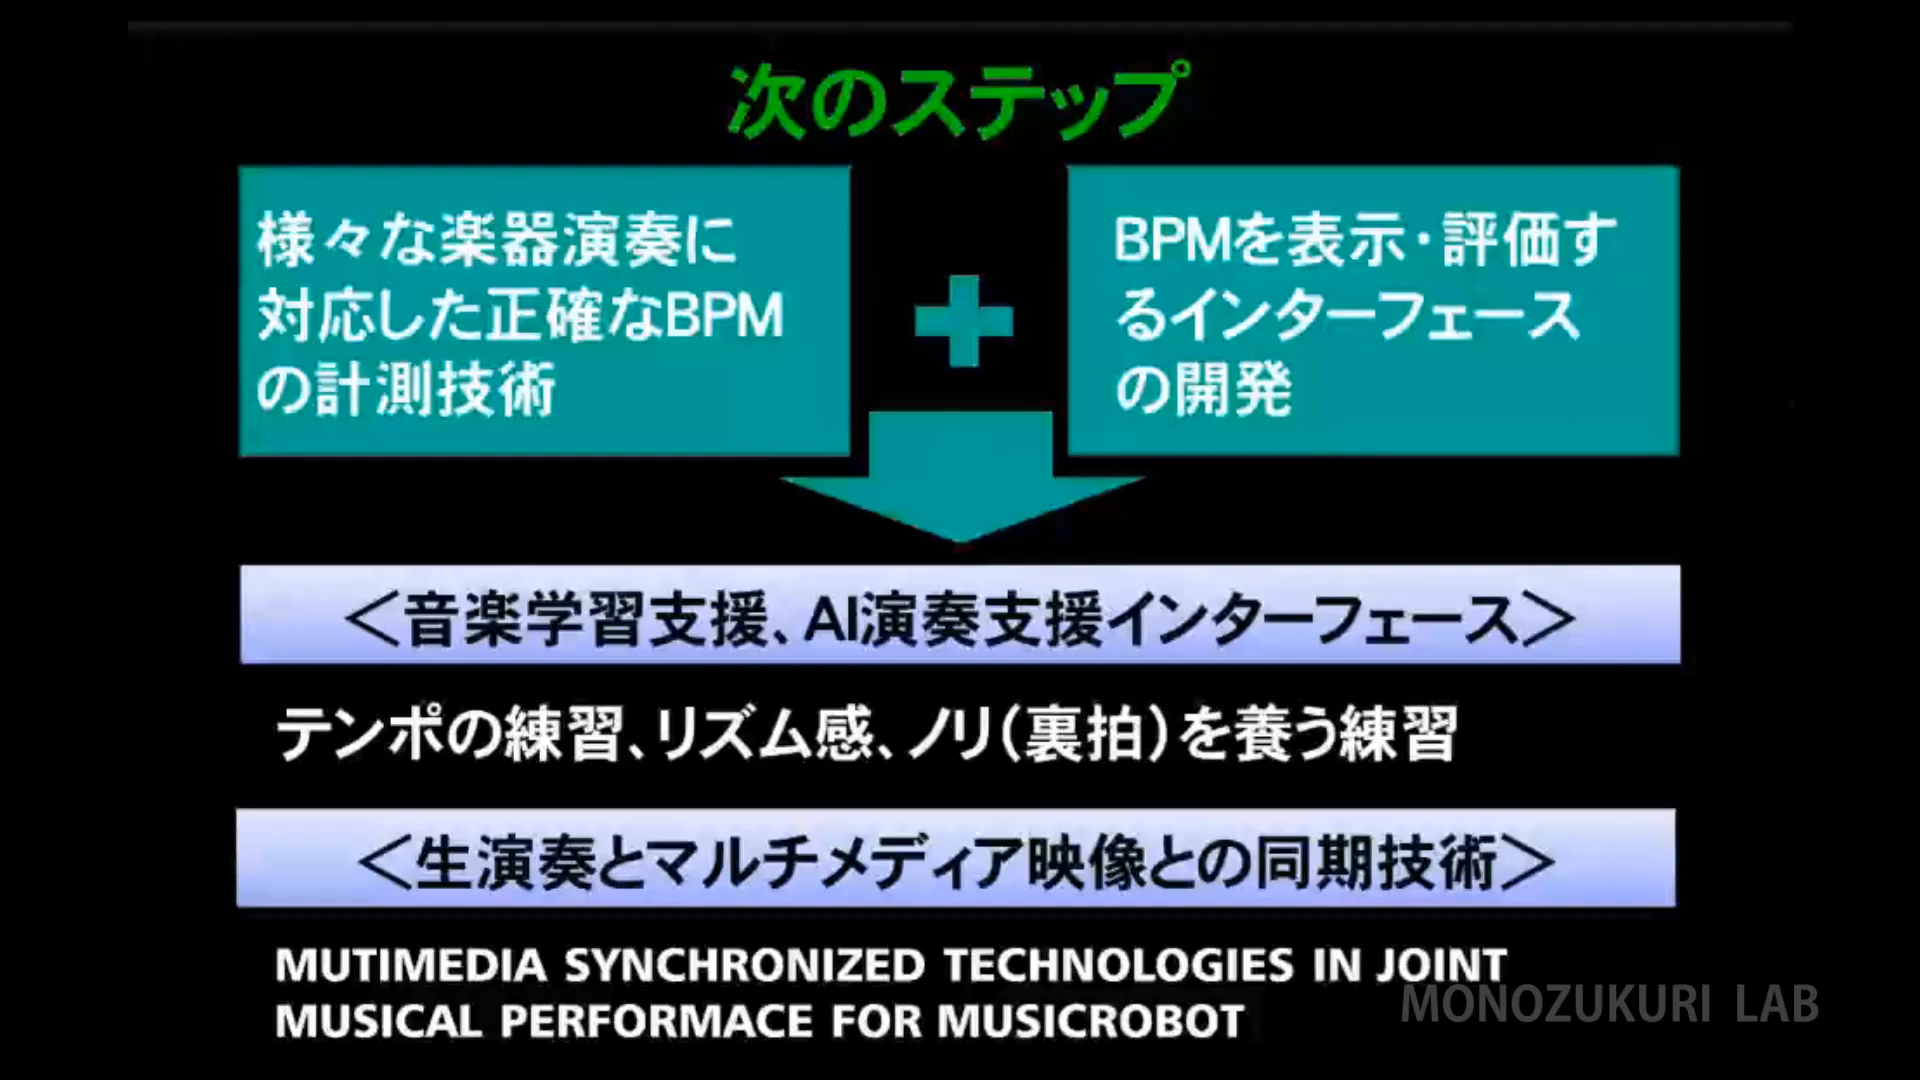 次のステップ
様々な楽器演奏に
対応した正確なBPM
の計測技術
BPMを表示・評価す
るインターフェース
の開発
＜音楽学習支援、AI演奏支援インターフェース＞
テンポの練習、リズム感、ノリ（裏拍）を養う練習
＜生演奏とマルチメディア映像との同期技術＞
MUTIMEDIA SYNCHRONIZED TECHNOLOGIES IN JOINT
MUSICAL PERFORMACE FOR MUSICROBOT
MONOZUKURI LAB